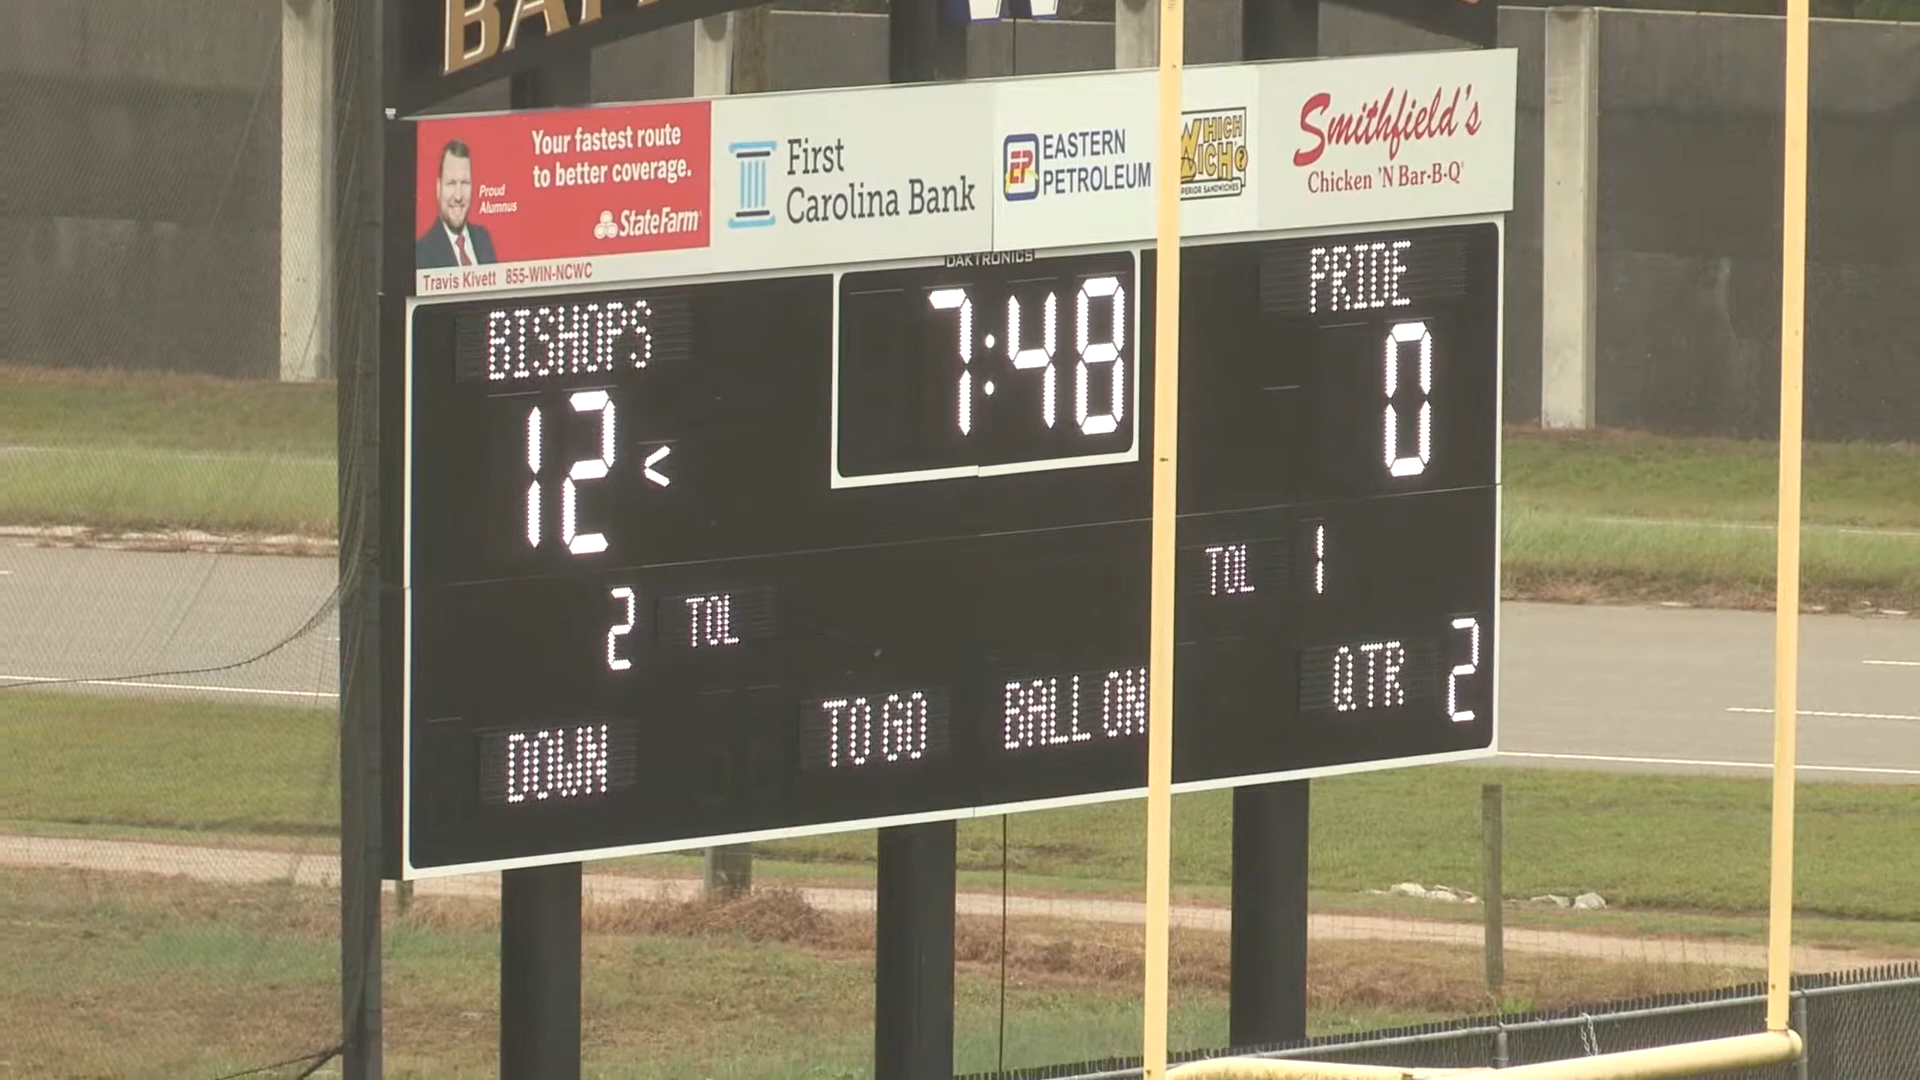 Your fastest route
to better coverage.
Proud
Alumnus
StateFarm
Travis Kivett 855-WIN-NCWC
First
Carolina Bank
EP
EASTERN
PETROLEUM
WHICH
WICH
Smithfield's
Chicken 'N Bar-B-Q
DAKTRONICS
BISHOPS
7:48
PRIDE
12 <
0
2 TOL
TOL 1
DOWN
TO GO
BALL ON
QTR 2